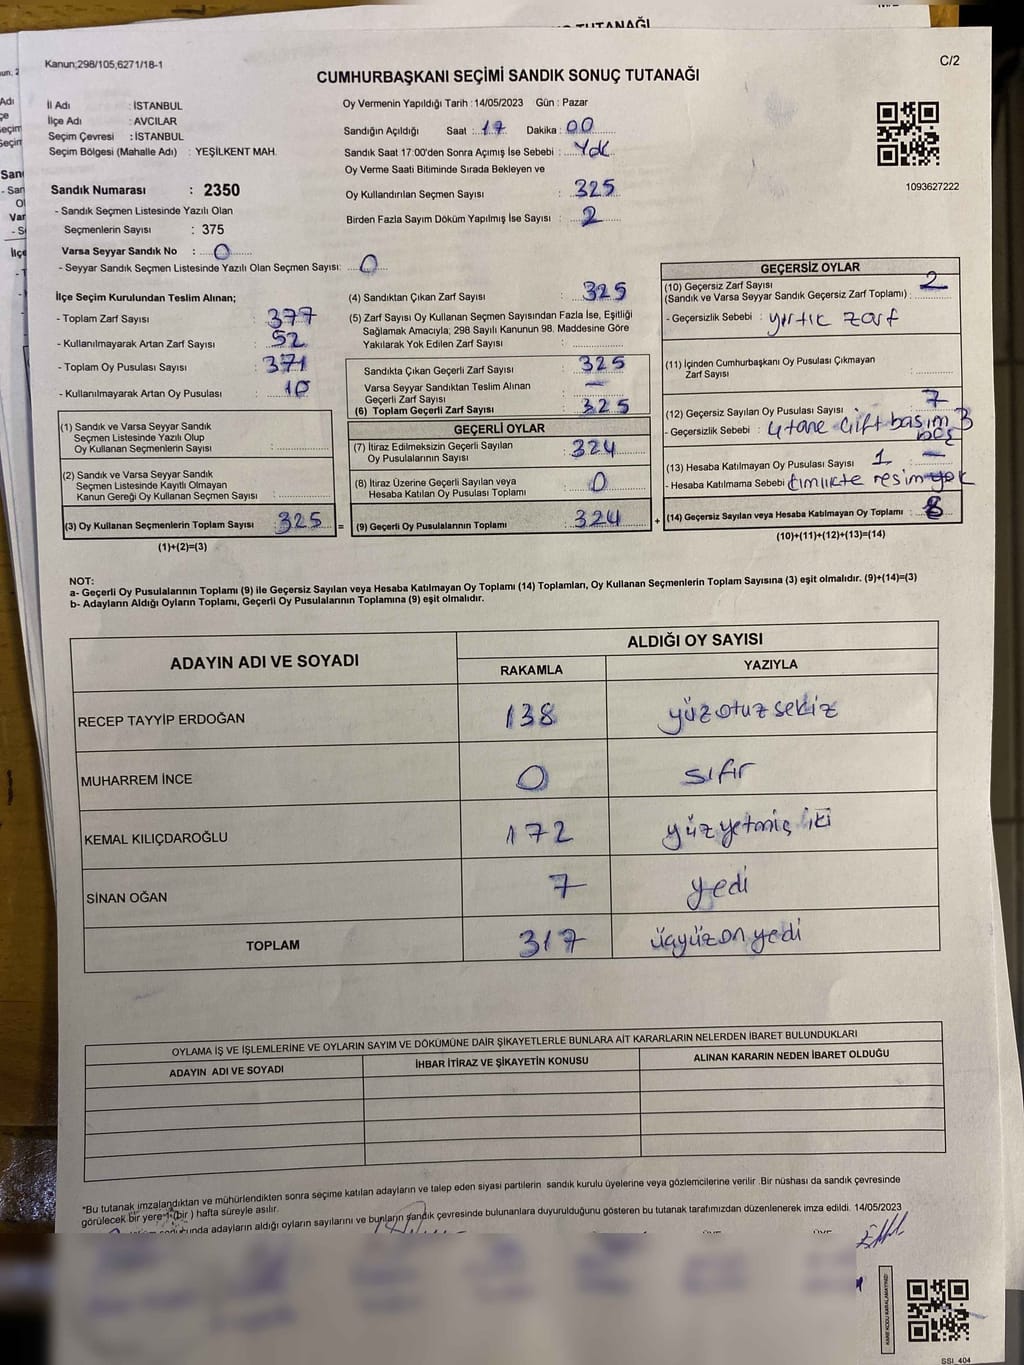 TUTANAĞI
Kanun;298/105,6271/18-1
C/2
CUMHURBAŞKANI SEÇİMİ SANDIK SONUÇ TUTANAĞI
İl Adı : İSTANBUL
İlçe Adı : AVCILAR
Seçim Çevresi : İSTANBUL
Seçim Bölgesi (Mahalle Adı) : YEŞİLKENT MAH.
Oy Vermenin Yapıldığı Tarih : 14/05/2023 Gün : Pazar
Sandığın Açıldığı Saat : 17 Dakika : 00
Sandık Saat 17:00'den Sonra Açımış İse Sebebi : Yok
Oy Verme Saati Bitiminde Sırada Bekleyen ve
Oy Kullandırılan Seçmen Sayısı : 325
Birden Fazla Sayım Döküm Yapılmış İse Sayısı : 2
1093627222
Sandık Numarası : 2350
- Sandık Seçmen Listesinde Yazılı Olan
Seçmenlerin Sayısı : 375
Varsa Seyyar Sandık No : 0
- Seyyar Sandık Seçmen Listesinde Yazılı Olan Seçmen Sayısı: 0
İlçe Seçim Kurulundan Teslim Alınan;
- Toplam Zarf Sayısı : 377
- Kullanılmayarak Artan Zarf Sayısı : 52
- Toplam Oy Pusulası Sayısı : 371
- Kullanılmayarak Artan Oy Pusulası : 10
(1) Sandık ve Varsa Seyyar Sandık
Seçmen Listesinde Yazılı Olup
Oy Kullanan Seçmenlerin Sayısı :
(2) Sandık ve Varsa Seyyar Sandık
Seçmen Listesinde Kayıtlı Olmayan
Kanun Gereği Oy Kullanan Seçmen Sayısı :
(3) Oy Kullanan Seçmenlerin Toplam Sayısı : 325 =
(1)+(2)=(3)
(4) Sandıktan Çıkan Zarf Sayısı : 325
(5) Zarf Sayısı Oy Kullanan Seçmen Sayısından Fazla İse, Eşitliği
Sağlamak Amacıyla; 298 Sayılı Kanunun 98. Maddesine Göre
Yakılarak Yok Edilen Zarf Sayısı :
Sandıkta Çıkan Geçerli Zarf Sayısı : 325
Varsa Seyyar Sandıktan Teslim Alınan
Geçerli Zarf Sayısı : —
(6) Toplam Geçerli Zarf Sayısı : 325
GEÇERLİ OYLAR
(7) İtiraz Edilmeksizin Geçerli Sayılan
Oy Pusulalarının Sayısı : 324
(8) İtiraz Üzerine Geçerli Sayılan veya
Hesaba Katılan Oy Pusulası Toplamı : 0
(9) Geçerli Oy Pusulalarının Toplamı : 324 +
GEÇERSİZ OYLAR
(10) Geçersiz Zarf Sayısı
(Sandık ve Varsa Seyyar Sandık Geçersiz Zarf Toplamı) : 2
- Geçersizlik Sebebi : yırtık zarf
(11) İçinden Cumhurbaşkanı Oy Pusulası Çıkmayan
Zarf Sayısı :
(12) Geçersiz Sayılan Oy Pusulası Sayısı : 7
- Geçersizlik Sebebi : 4 tane çift basım 3
boş
(13) Hesaba Katılmayan Oy Pusulası Sayısı : 1 —
- Hesaba Katılmama Sebebi : kimlikte resim yok
(14) Geçersiz Sayılan veya Hesaba Katılmayan Oy Toplamı : 8
(10)+(11)+(12)+(13)=(14)
NOT:
a- Geçerli Oy Pusulalarının Toplamı (9) ile Geçersiz Sayılan veya Hesaba Katılmayan Oy Toplamı (14) Toplamları, Oy Kullanan Seçmenlerin Toplam Sayısına (3) eşit olmalıdır. (9)+(14)=(3)
b- Adayların Aldığı Oyların Toplamı, Geçerli Oy Pusulalarının Toplamına (9) eşit olmalıdır.
ADAYIN ADI VE SOYADI
ALDIĞI OY SAYISI
RAKAMLA YAZIYLA
RECEP TAYYİP ERDOĞAN 138 yüzotuz sekiz
MUHARREM İNCE 0 sıfır
KEMAL KILIÇDAROĞLU 172 yüz yetmiş iki
SİNAN OĞAN 7 yedi
TOPLAM 317 üçyüz on yedi
OYLAMA İŞ VE İŞLEMLERİNE VE OYLARIN SAYIM VE DÖKÜMÜNE DAİR ŞİKAYETLERLE BUNLARA AİT KARARLARIN NELERDEN İBARET BULUNDUKLARI
ADAYIN ADI VE SOYADI İHBAR İTİRAZ VE ŞİKAYETİN KONUSU ALINAN KARARIN NEDEN İBARET OLDUĞU
"Bu tutanak imzalandıktan ve mühürlendikten sonra seçime katılan adayların ve talep eden siyasi partilerin sandık kurulu üyelerine veya gözlemcilerine verilir .Bir nüshası da sandık çevresinde
görülecek bir yere 1 (bir ) hafta süreyle asılır.
sonucunda adayların aldığı oyların sayılarını ve bunların sandık çevresinde bulunanlara duyurulduğunu gösteren bu tutanak tarafımızdan düzenlenerek imza edildi. 14/05/2023
KARE KODU KARALAMAYINIZ!
SSI_404